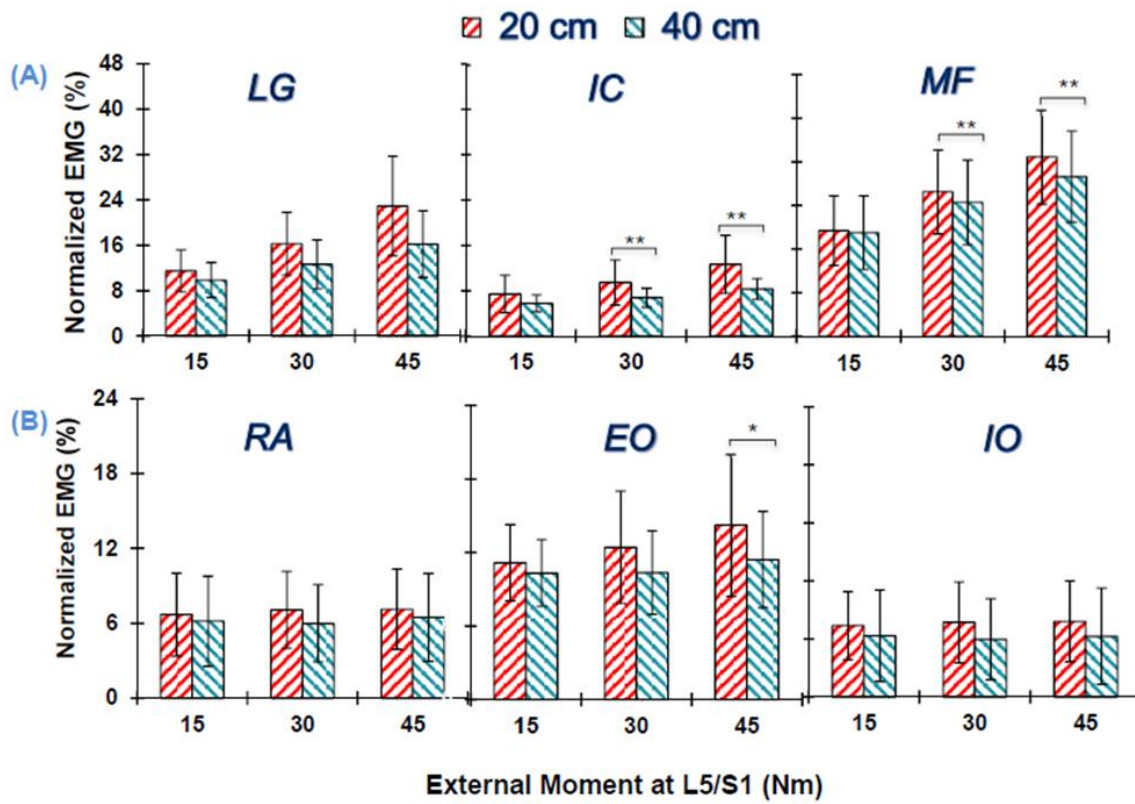 20 cm 40 cm
(A)
Normalized EMG (%)
48
40
32
24
16
8
0
LG
15 30 45
IC
**
**
15 30 45
MF
**
**
15 30 45
(B)
Normalized EMG (%)
24
18
12
6
0
RA
15 30 45
EO
*
15 30 45
IO
15 30 45
External Moment at L5/S1 (Nm)